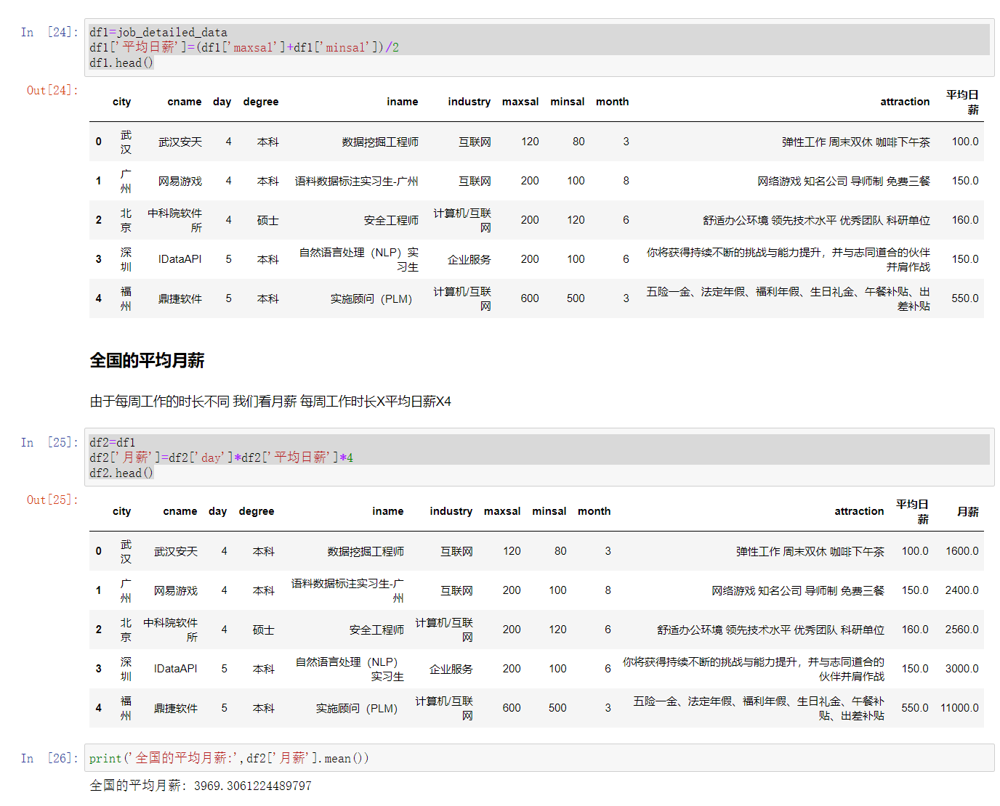 In [24]:
df1=job_detailed_data
df1['平均日薪']=(df1['maxsal']+df1['minsal'])/2
df1.head()
Out[24]:
city cname day degree iname industry maxsal minsal month attraction 平均日薪
0 武汉 武汉安天 4 本科 数据挖掘工程师 互联网 120 80 3 弹性工作 周末双休 咖啡下午茶 100.0
1 广州 网易游戏 4 本科 语料数据标注实习生-广州 互联网 200 100 8 网络游戏 知名公司 导师制 免费三餐 150.0
2 北京 中科院软件所 4 硕士 安全工程师 计算机/互联网 200 120 6 舒适办公环境 领先技术水平 优秀团队 科研单位 160.0
3 深圳 IDataAPI 5 本科 自然语言处理（NLP）实习生 企业服务 200 100 6 你将获得持续不断的挑战与能力提升，并与志同道合的伙伴并肩作战 150.0
4 福州 鼎捷软件 5 本科 实施顾问（PLM） 计算机/互联网 600 500 3 五险一金、法定年假、福利年假、生日礼金、午餐补贴、出差补贴 550.0
全国的平均月薪
由于每周工作的时长不同 我们看月薪 每周工作时长X平均日薪X4
In [25]:
df2=df1
df2['月薪']=df2['day']*df2['平均日薪']*4
df2.head()
Out[25]:
city cname day degree iname industry maxsal minsal month attraction 平均日薪 月薪
0 武汉 武汉安天 4 本科 数据挖掘工程师 互联网 120 80 3 弹性工作 周末双休 咖啡下午茶 100.0 1600.0
1 广州 网易游戏 4 本科 语料数据标注实习生-广州 互联网 200 100 8 网络游戏 知名公司 导师制 免费三餐 150.0 2400.0
2 北京 中科院软件所 4 硕士 安全工程师 计算机/互联网 200 120 6 舒适办公环境 领先技术水平 优秀团队 科研单位 160.0 2560.0
3 深圳 IDataAPI 5 本科 自然语言处理（NLP）实习生 企业服务 200 100 6 你将获得持续不断的挑战与能力提升，并与志同道合的伙伴并肩作战 150.0 3000.0
4 福州 鼎捷软件 5 本科 实施顾问（PLM） 计算机/互联网 600 500 3 五险一金、法定年假、福利年假、生日礼金、午餐补贴、出差补贴 550.0 11000.0
In [26]:
print('全国的平均月薪:',df2['月薪'].mean())
全国的平均月薪: 3969.3061224489797